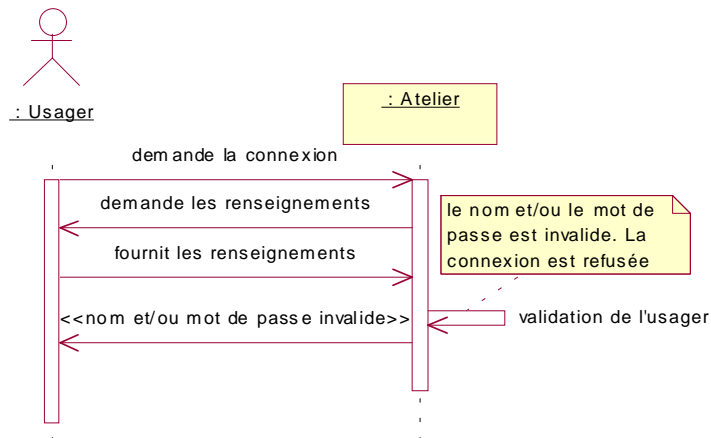 : Usager
: Atelier
demande la connexion
demande les renseignements
le nom et/ou le mot de
passe est invalide. La
connexion est refusée
fournit les renseignements
<<nom et/ou mot de passe invalide>>
validation de l'usager